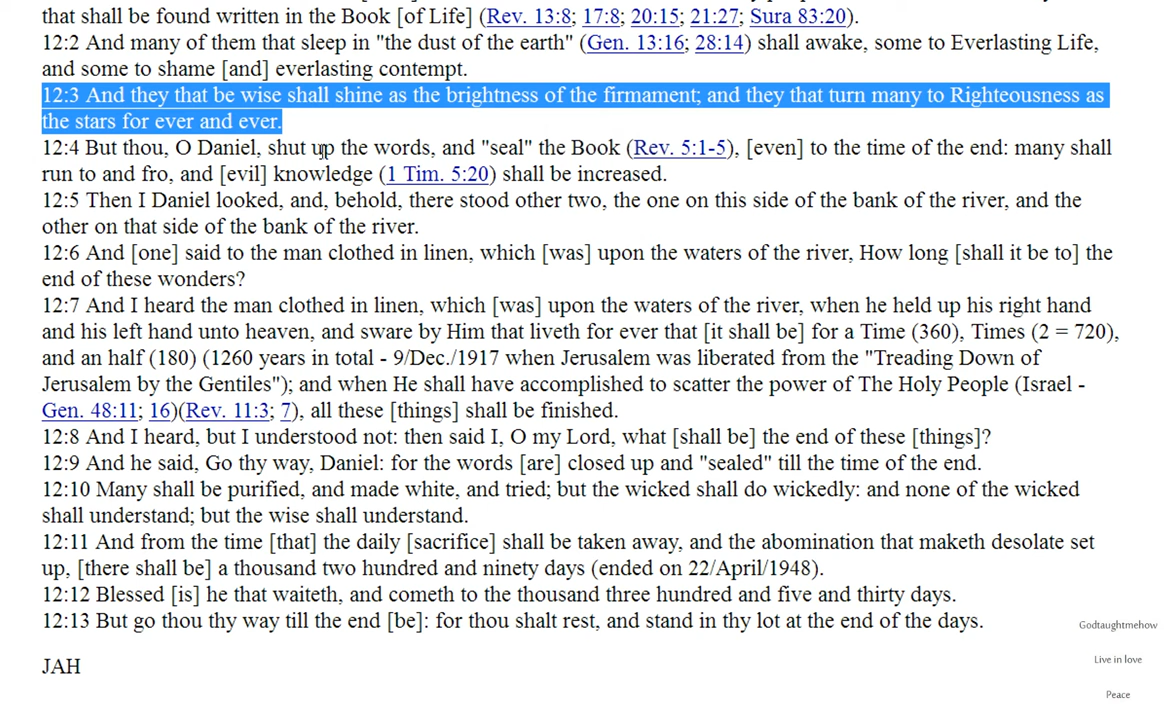 that shall be found written in the Book [of Life] (Rev. 13:8; 17:8; 20:15; 21:27; Sura 83:20).
12:2 And many of them that sleep in "the dust of the earth" (Gen. 13:16; 28:14) shall awake, some to Everlasting Life,
and some to shame [and] everlasting contempt.
12:3 And they that be wise shall shine as the brightness of the firmament; and they that turn many to Righteousness as
the stars for ever and ever.
12:4 But thou, O Daniel, shut up the words, and "seal" the Book (Rev. 5:1-5), [even] to the time of the end: many shall
run to and fro, and [evil] knowledge (1 Tim. 5:20) shall be increased.
12:5 Then I Daniel looked, and, behold, there stood other two, the one on this side of the bank of the river, and the
other on that side of the bank of the river.
12:6 And [one] said to the man clothed in linen, which [was] upon the waters of the river, How long [shall it be to] the
end of these wonders?
12:7 And I heard the man clothed in linen, which [was] upon the waters of the river, when he held up his right hand
and his left hand unto heaven, and sware by Him that liveth for ever that [it shall be] for a Time (360), Times (2 = 720),
and an half (180) (1260 years in total - 9/Dec./1917 when Jerusalem was liberated from the "Treading Down of
Jerusalem by the Gentiles"); and when He shall have accomplished to scatter the power of The Holy People (Israel -
Gen. 48:11; 16)(Rev. 11:3; 7), all these [things] shall be finished.
12:8 And I heard, but I understood not: then said I, O my Lord, what [shall be] the end of these [things]?
12:9 And he said, Go thy way, Daniel: for the words [are] closed up and "sealed" till the time of the end.
12:10 Many shall be purified, and made white, and tried; but the wicked shall do wickedly: and none of the wicked
shall understand; but the wise shall understand.
12:11 And from the time [that] the daily [sacrifice] shall be taken away, and the abomination that maketh desolate set
up, [there shall be] a thousand two hundred and ninety days (ended on 22/April/1948).
12:12 Blessed [is] he that waiteth, and cometh to the thousand three hundred and five and thirty days.
12:13 But go thou thy way till the end [be]: for thou shalt rest, and stand in thy lot at the end of the days.
Godtaughtmehow
Live in love
JAH
Peace